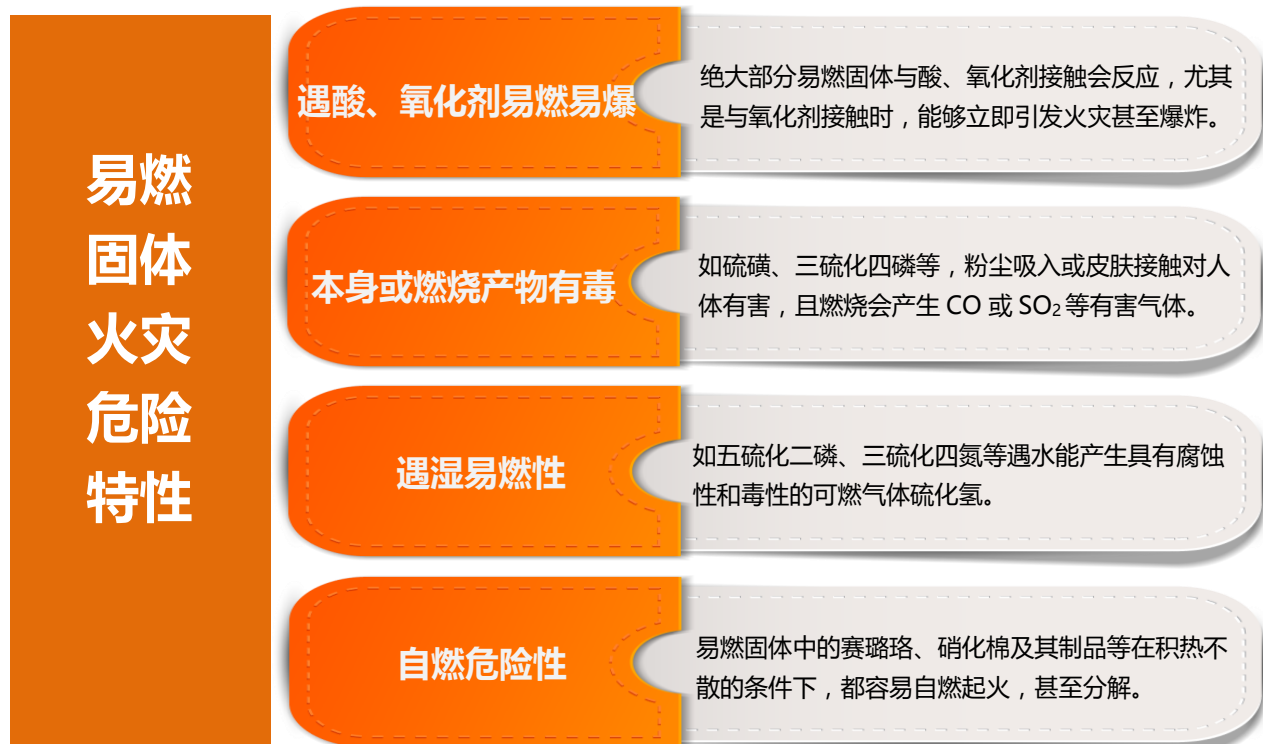 易燃
固体
火灾
危险
特性
遇酸、氧化剂易燃易爆
绝大部分易燃固体与酸、氧化剂接触会反应，尤其
是与氧化剂接触时，能够立即引发火灾甚至爆炸。
本身或燃烧产物有毒
如硫磺、三硫化四磷等，粉尘吸入或皮肤接触对人
体有害，且燃烧会产生 CO 或 SO₂ 等有害气体。
遇湿易燃性
如五硫化二磷、三硫化四氮等遇水能产生具有腐蚀
性和毒性的可燃气体硫化氢。
自燃危险性
易燃固体中的赛璐珞、硝化棉及其制品等在积热不
散的条件下，都容易自燃起火，甚至分解。